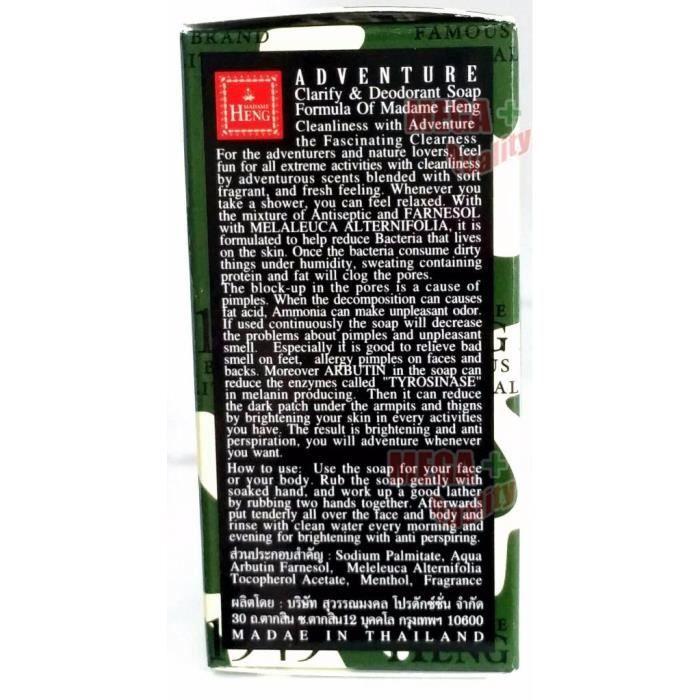 BRAND
FAMOUS
MADAME
HENG
ADVENTURE
Clarify & Deodorant Soap
Formula Of Madame Heng
Cleanliness with Adventure
the Fascinating Clearness
For the adventurers and nature lovers, feel
fun for all extreme activities with cleanliness
by adventurous scents blended with soft
fragrant, and fresh feeling. Whenever you
take a shower, you can feel relaxed. With
the mixture of Antiseptic and FARNESOL
with MELALEUCA ALTERNIFOLIA, it is
formulated to help reduce Bacteria that lives
on the skin. Once the bacteria consume dirty
things under humidity, sweating containing
protein and fat will clog the pores.
The block-up in the pores is a cause of
pimples. When the decomposition can causes
fat acid, Ammonia can make unpleasant odor.
If used continuously the soap will decrease
the problems about pimples and unpleasant
smell. Especially it is good to relieve bad
smell on feet, allergy pimples on faces and
backs. Moreover ARBUTIN in the soap can
reduce the enzymes called "TYROSINASE"
in melanin producing. Then it can reduce
the dark patch under the armpits and thigns
by brightening your skin in every activities
you have. The result is brightening and anti
perspiration, you will adventure whenever
you want.
How to use: Use the soap for your face
or your body. Rub the soap gently in
soaked hand, and work up a good lather
by rubbing two hands together. Afterward
put tenderly all over the face and body and
rinse with clean water every morning and
evening for brightening with anti perspiring.
ส่วนประกอบสำคัญ : Sodium Palmitate, Aqua
Arbutin Farnesol, Meleleuca Alternifolia
Tocopherol Acetate, Menthol, Fragrance
ผลิตโดย : บริษัท สุวรรณมงคล โปรดักซ์ชั่น จำกัด
30 ถ.ตากสิน ซ.ตากสิน12 บุคคโล กรุงเทพฯ 10600
MADAE IN THAILAND
1949
HENG
MEGA +
Quality
MEGA +
Quality